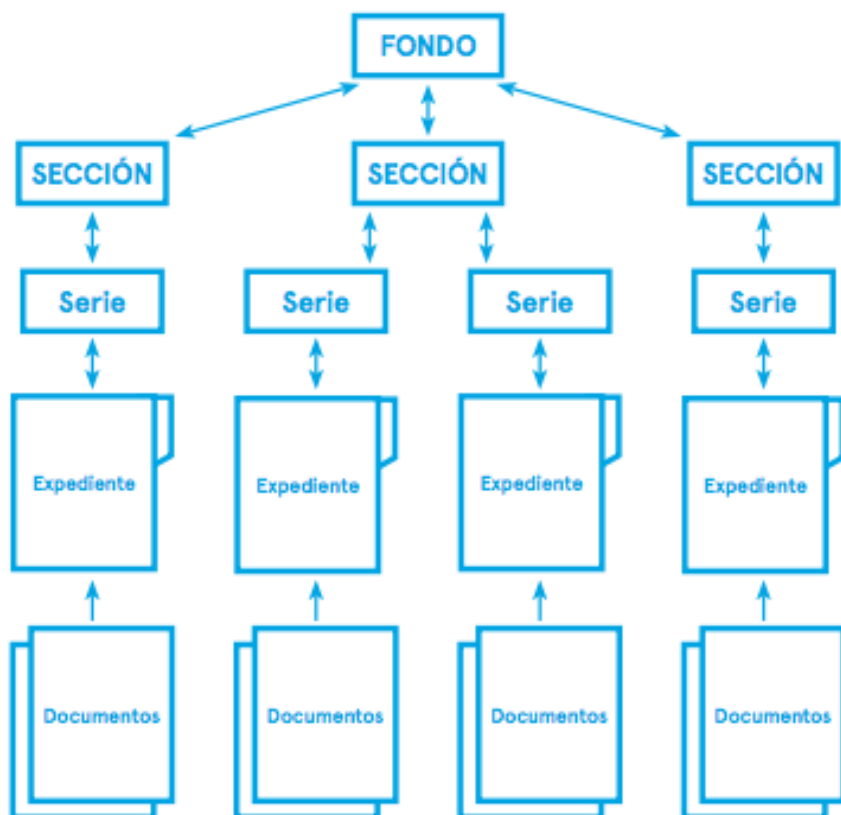 FONDO
SECCIÓN
SECCIÓN
SECCIÓN
Serie
Serie
Serie
Serie
Expediente
Expediente
Expediente
Expediente
Documentos
Documentos
Documentos
Documentos